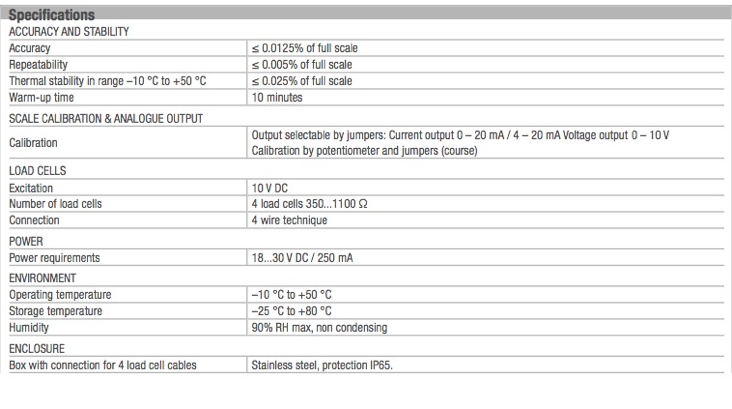 Specifications
ACCURACY AND STABILITY
Accuracy ≤ 0.0125% of full scale
Repeatability ≤ 0.005% of full scale
Thermal stability in range –10 °C to +50 °C ≤ 0.025% of full scale
Warm-up time 10 minutes
SCALE CALIBRATION & ANALOGUE OUTPUT
Calibration Output selectable by jumpers: Current output 0 – 20 mA / 4 – 20 mA Voltage output 0 – 10 V
Calibration by potentiometer and jumpers (course)
LOAD CELLS
Excitation 10 V DC
Number of load cells 4 load cells 350...1100 Ω
Connection 4 wire technique
POWER
Power requirements 18...30 V DC / 250 mA
ENVIRONMENT
Operating temperature –10 °C to +50 °C
Storage temperature –25 °C to +80 °C
Humidity 90% RH max, non condensing
ENCLOSURE
Box with connection for 4 load cell cables Stainless steel, protection IP65.